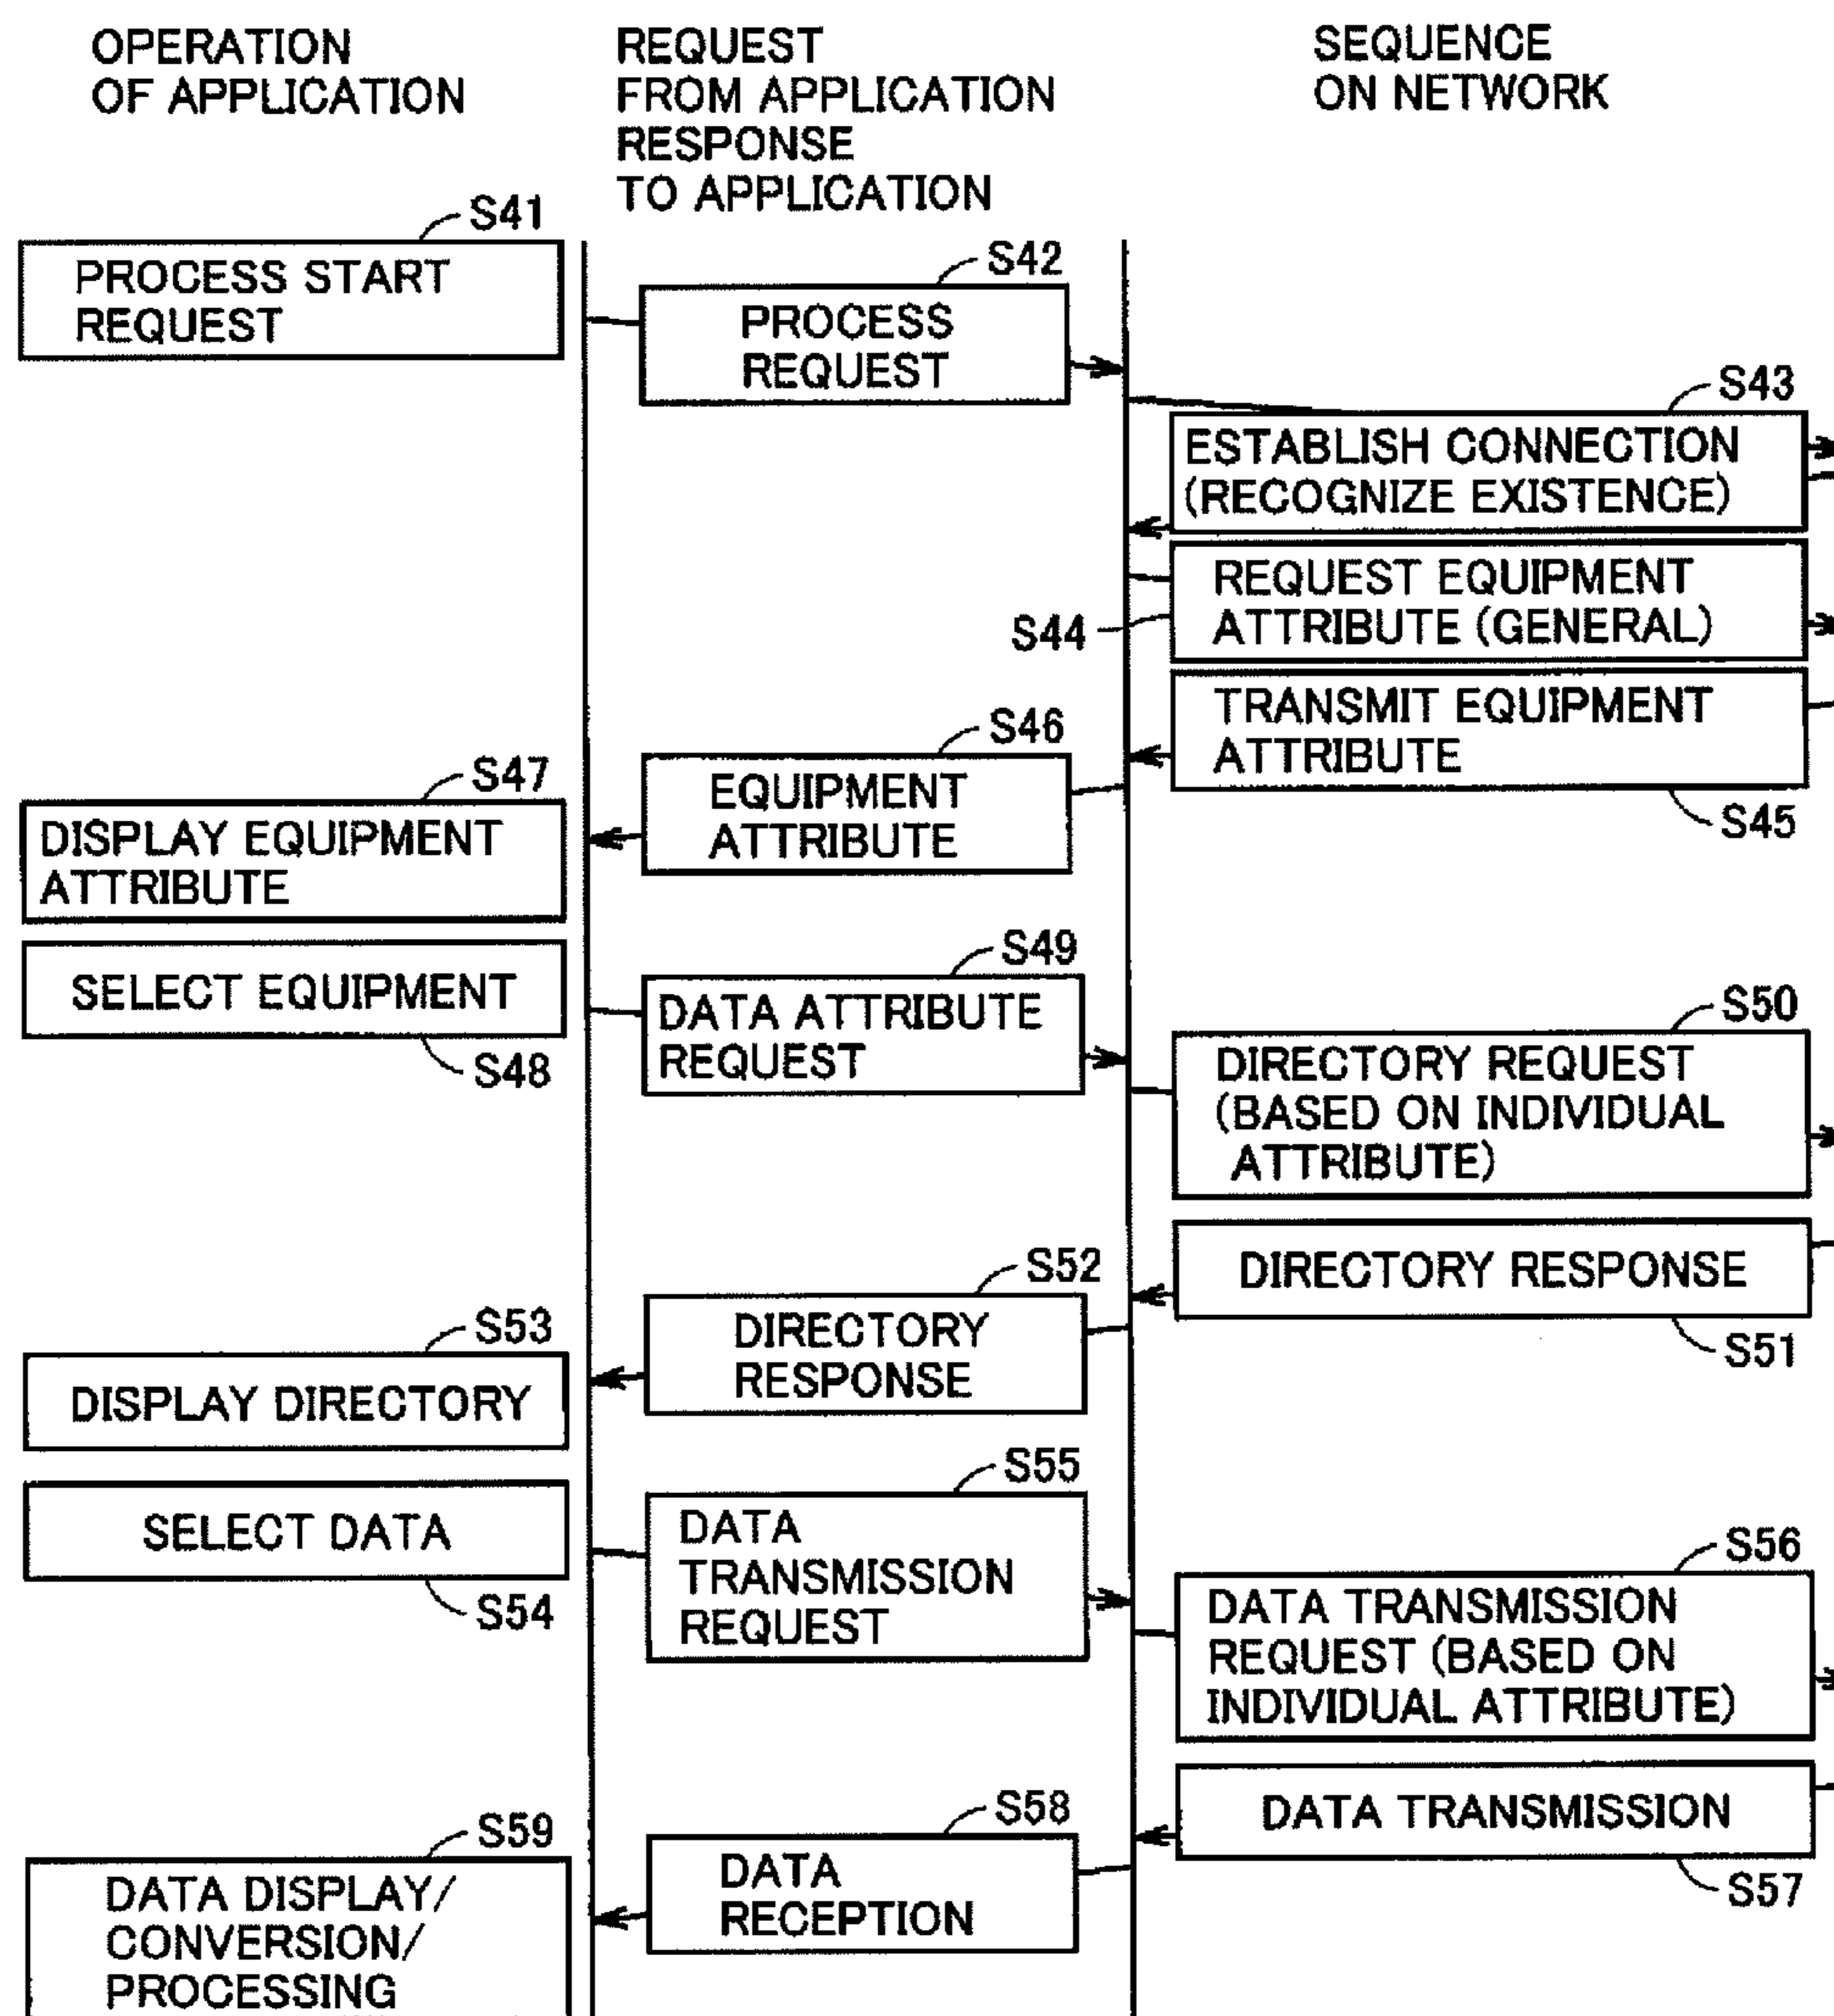 OPERATION
OF APPLICATION
REQUEST
FROM APPLICATION
RESPONSE
TO APPLICATION
SEQUENCE
ON NETWORK
S41
PROCESS START
REQUEST
S42
PROCESS
REQUEST
S43
ESTABLISH CONNECTION
(RECOGNIZE EXISTENCE)
REQUEST EQUIPMENT
ATTRIBUTE (GENERAL)
S44
TRANSMIT EQUIPMENT
ATTRIBUTE
S45
S46
EQUIPMENT
ATTRIBUTE
S47
DISPLAY EQUIPMENT
ATTRIBUTE
SELECT EQUIPMENT
S48
S49
DATA ATTRIBUTE
REQUEST
S50
DIRECTORY REQUEST
(BASED ON INDIVIDUAL
ATTRIBUTE)
DIRECTORY RESPONSE
S51
S52
DIRECTORY
RESPONSE
S53
DISPLAY DIRECTORY
SELECT DATA
S54
S55
DATA
TRANSMISSION
REQUEST
S56
DATA TRANSMISSION
REQUEST (BASED ON
INDIVIDUAL ATTRIBUTE)
DATA TRANSMISSION
S57
S58
DATA
RECEPTION
S59
DATA DISPLAY/
CONVERSION/
PROCESSING